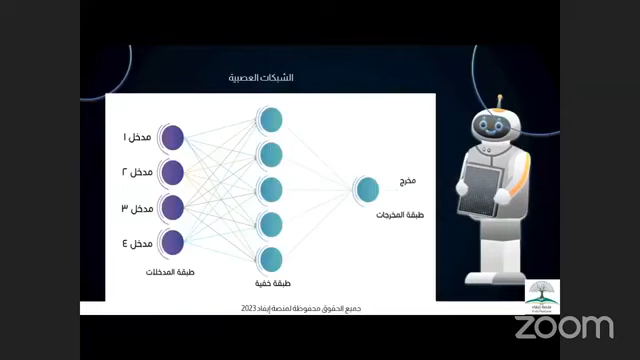 الشبكات العصبية
مدخل ١
مدخل ٢
مدخل ٣
مدخل ٤
مخرج
طبقة المخرجات
طبقة المدخلات
طبقة خفية
جميع الحقوق محفوظة لمنصة إيفاد 2023
zoom